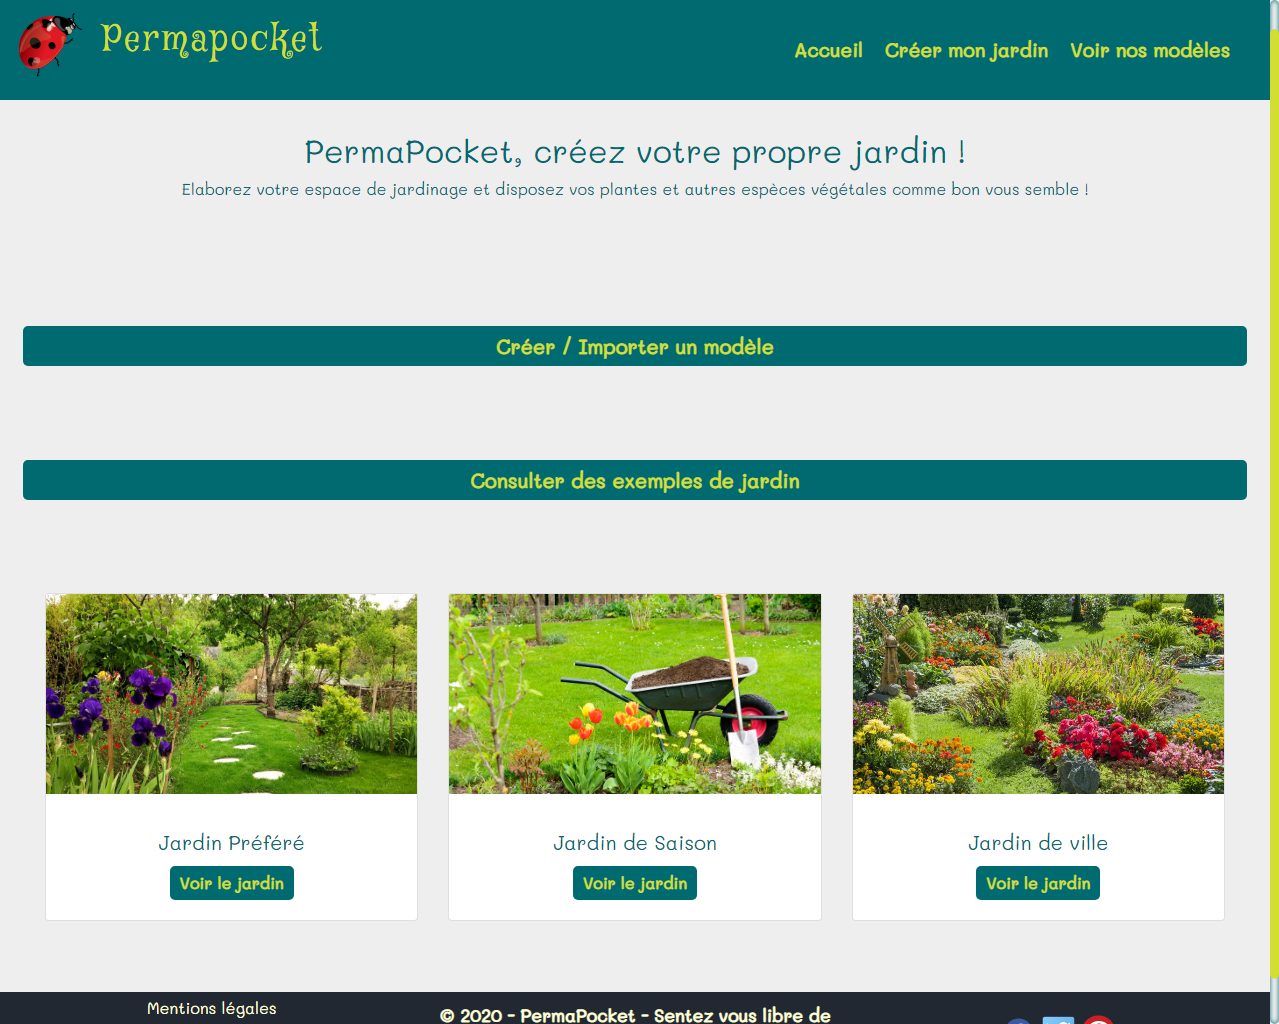 Permapocket
Accueil Créer mon jardin Voir nos modèles
PermaPocket, créez votre propre jardin !
Elaborez votre espace de jardinage et disposez vos plantes et autres espèces végétales comme bon vous semble !
Créer / Importer un modèle
Consulter des exemples de jardin
Jardin Préféré
Voir le jardin
Jardin de Saison
Voir le jardin
Jardin de ville
Voir le jardin
Mentions légales
© 2020 - PermaPocket - Sentez vous libre de